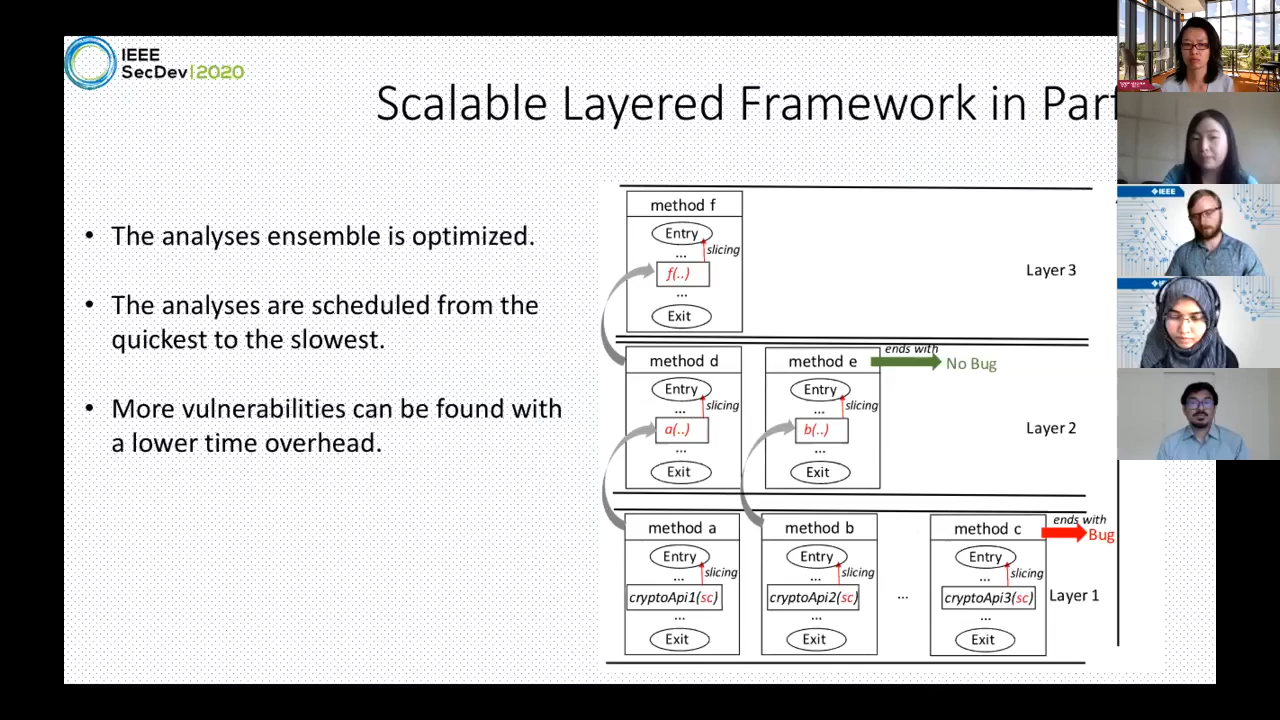 IEEE
SecDev|2020
Scalable Layered Framework in Par
• The analyses ensemble is optimized.
• The analyses are scheduled from the
quickest to the slowest.
• More vulnerabilities can be found with
a lower time overhead.
method f
Entry
slicing
...
f(..)
...
Exit
Layer 3
method d
Entry
slicing
...
a(..)
...
Exit
method e
Entry
slicing
...
b(..)
...
Exit
ends with
No Bug
Layer 2
method a
Entry
slicing
...
cryptoApi1(sc)
...
Exit
method b
Entry
slicing
...
cryptoApi2(sc)
...
Exit
...
method c
Entry
slicing
...
cryptoApi3(sc)
...
Exit
ends with
Bug
Layer 1
IEEE